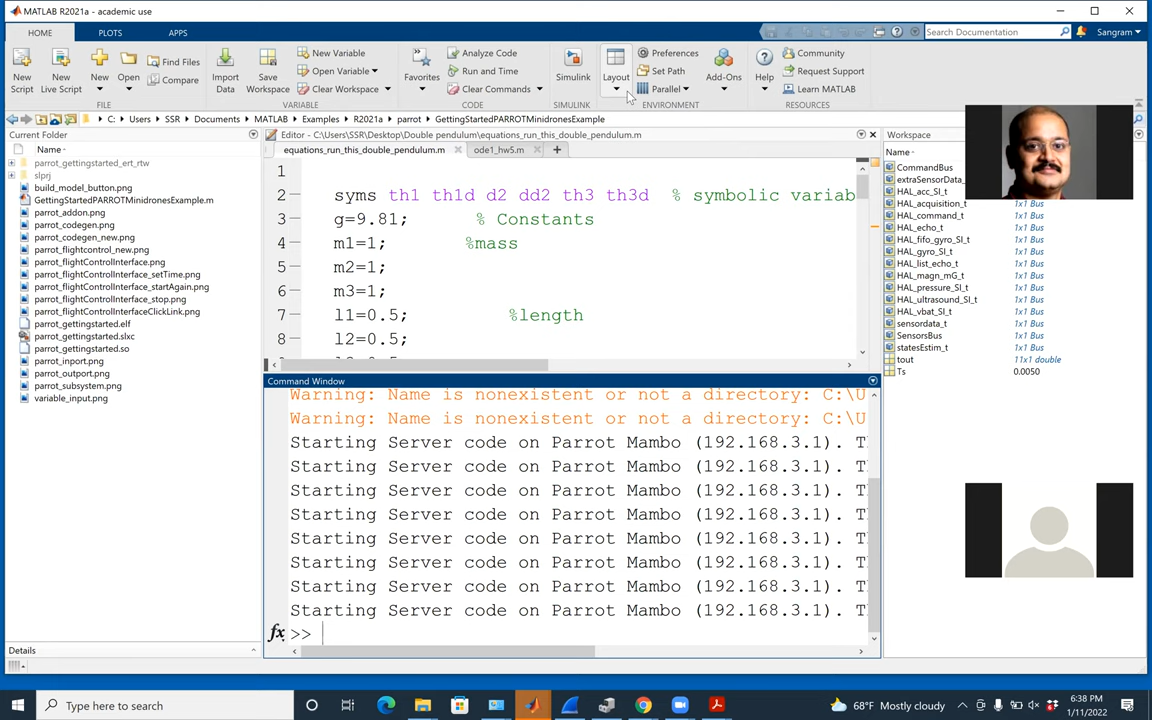 MATLAB R2021a - academic use
HOME
PLOTS
APPS
Search Documentation
Sangram
New Script
New Live Script
New
Open
Find Files
Compare
Import Data
Save Workspace
New Variable
Open Variable
Clear Workspace
Favorites
Analyze Code
Run and Time
Clear Commands
Simulink
Layout
Preferences
Set Path
Parallel
Add-Ons
Help
Community
Request Support
Learn MATLAB
FILE
VARIABLE
CODE
SIMULINK
ENVIRONMENT
RESOURCES
C: Users SSR Documents MATLAB Examples R2021a parrot GettingStartedPARROTMinidronesExample
Current Folder
Name
parrot_gettingstarted_ert_rtw
slprj
build_model_button.png
GettingStartedPARROTMinidronesExample.m
parrot_addon.png
parrot_codegen.png
parrot_codegen_new.png
parrot_flightcontrol_new.png
parrot_flightControlInterface.png
parrot_flightControlInterface_setTime.png
parrot_flightControlInterface_startAgain.png
parrot_flightControlInterface_stop.png
parrot_flightControlInterfaceClickLink.png
parrot_gettingstarted.elf
parrot_gettingstarted.slxc
parrot_gettingstarted.so
parrot_inport.png
parrot_outport.png
parrot_subsystem.png
variable_input.png
Details
Editor - C:\Users\SSR\Desktop\Double pendulum\equations_run_this_double_pendulum.m
equations_run_this_double_pendulum.m
ode1_hw5.m
1
2 syms th1 th1d d2 dd2 th3 th3d % symbolic variab
3 g=9.81; % Constants
4 m1=1; %mass
5 m2=1;
6 m3=1;
7 l1=0.5; %length
8 l2=0.5;
Command Window
Warning: Name is nonexistent or not a directory: C:\U
Warning: Name is nonexistent or not a directory: C:\U
Starting Server code on Parrot Mambo (192.168.3.1). T
Starting Server code on Parrot Mambo (192.168.3.1). T
Starting Server code on Parrot Mambo (192.168.3.1). T
Starting Server code on Parrot Mambo (192.168.3.1). T
Starting Server code on Parrot Mambo (192.168.3.1). T
Starting Server code on Parrot Mambo (192.168.3.1). T
Starting Server code on Parrot Mambo (192.168.3.1). T
Starting Server code on Parrot Mambo (192.168.3.1). T
fx >>
Workspace
Name
CommandBus
extraSensorData_
HAL_acc_SI_t
HAL_acquisition_t 1x1 Bus
HAL_command_t 1x1 Bus
HAL_echo_t 1x1 Bus
HAL_fifo_gyro_SI_t 1x1 Bus
HAL_gyro_SI_t 1x1 Bus
HAL_list_echo_t 1x1 Bus
HAL_magn_mG_t 1x1 Bus
HAL_pressure_SI_t 1x1 Bus
HAL_ultrasound_SI_t 1x1 Bus
HAL_vbat_SI_t 1x1 Bus
sensordata_t 1x1 Bus
SensorsBus 1x1 Bus
statesEstim_t 1x1 Bus
tout 11x1 double
Ts 0.0050
Type here to search
68°F Mostly cloudy
6:38 PM
1/11/2022